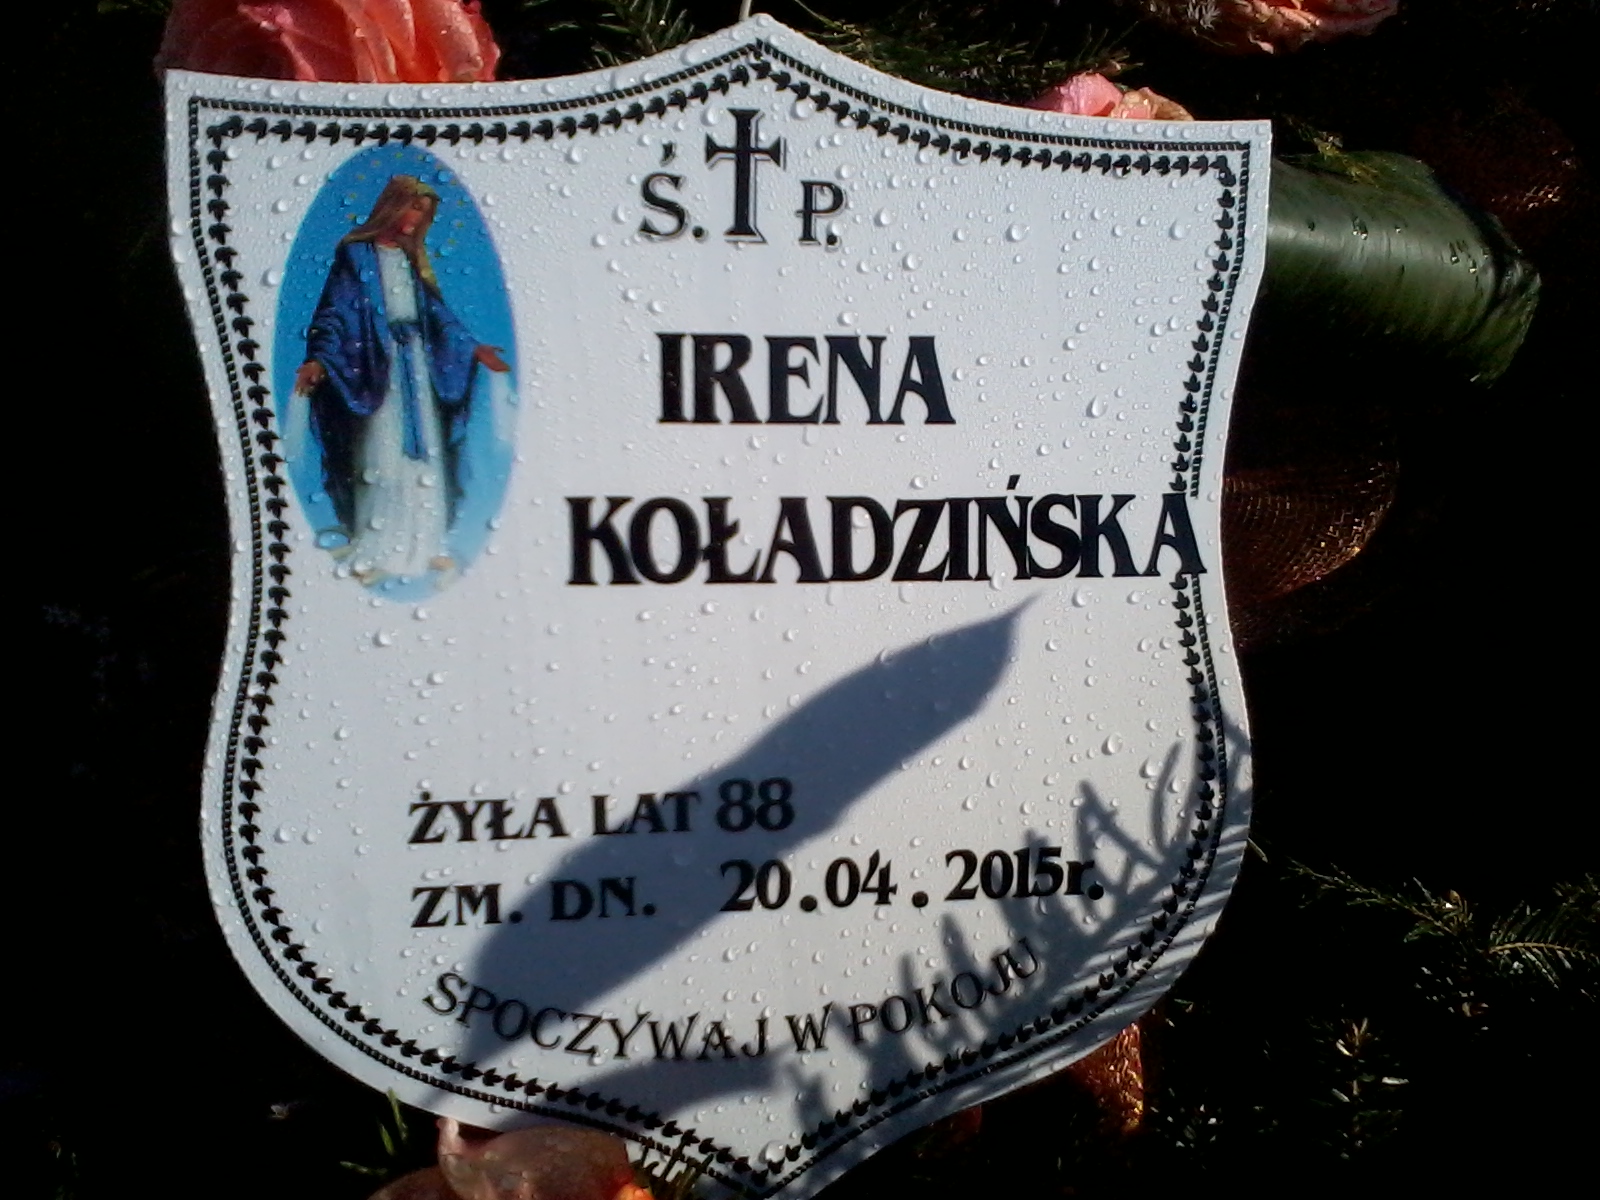 Ś. P.
IRENA
KOŁADZIŃSKA
ŻYŁA LAT 88
ZM. DN. 20.04.2015r.
SPOCZYWAJ W POKOJU